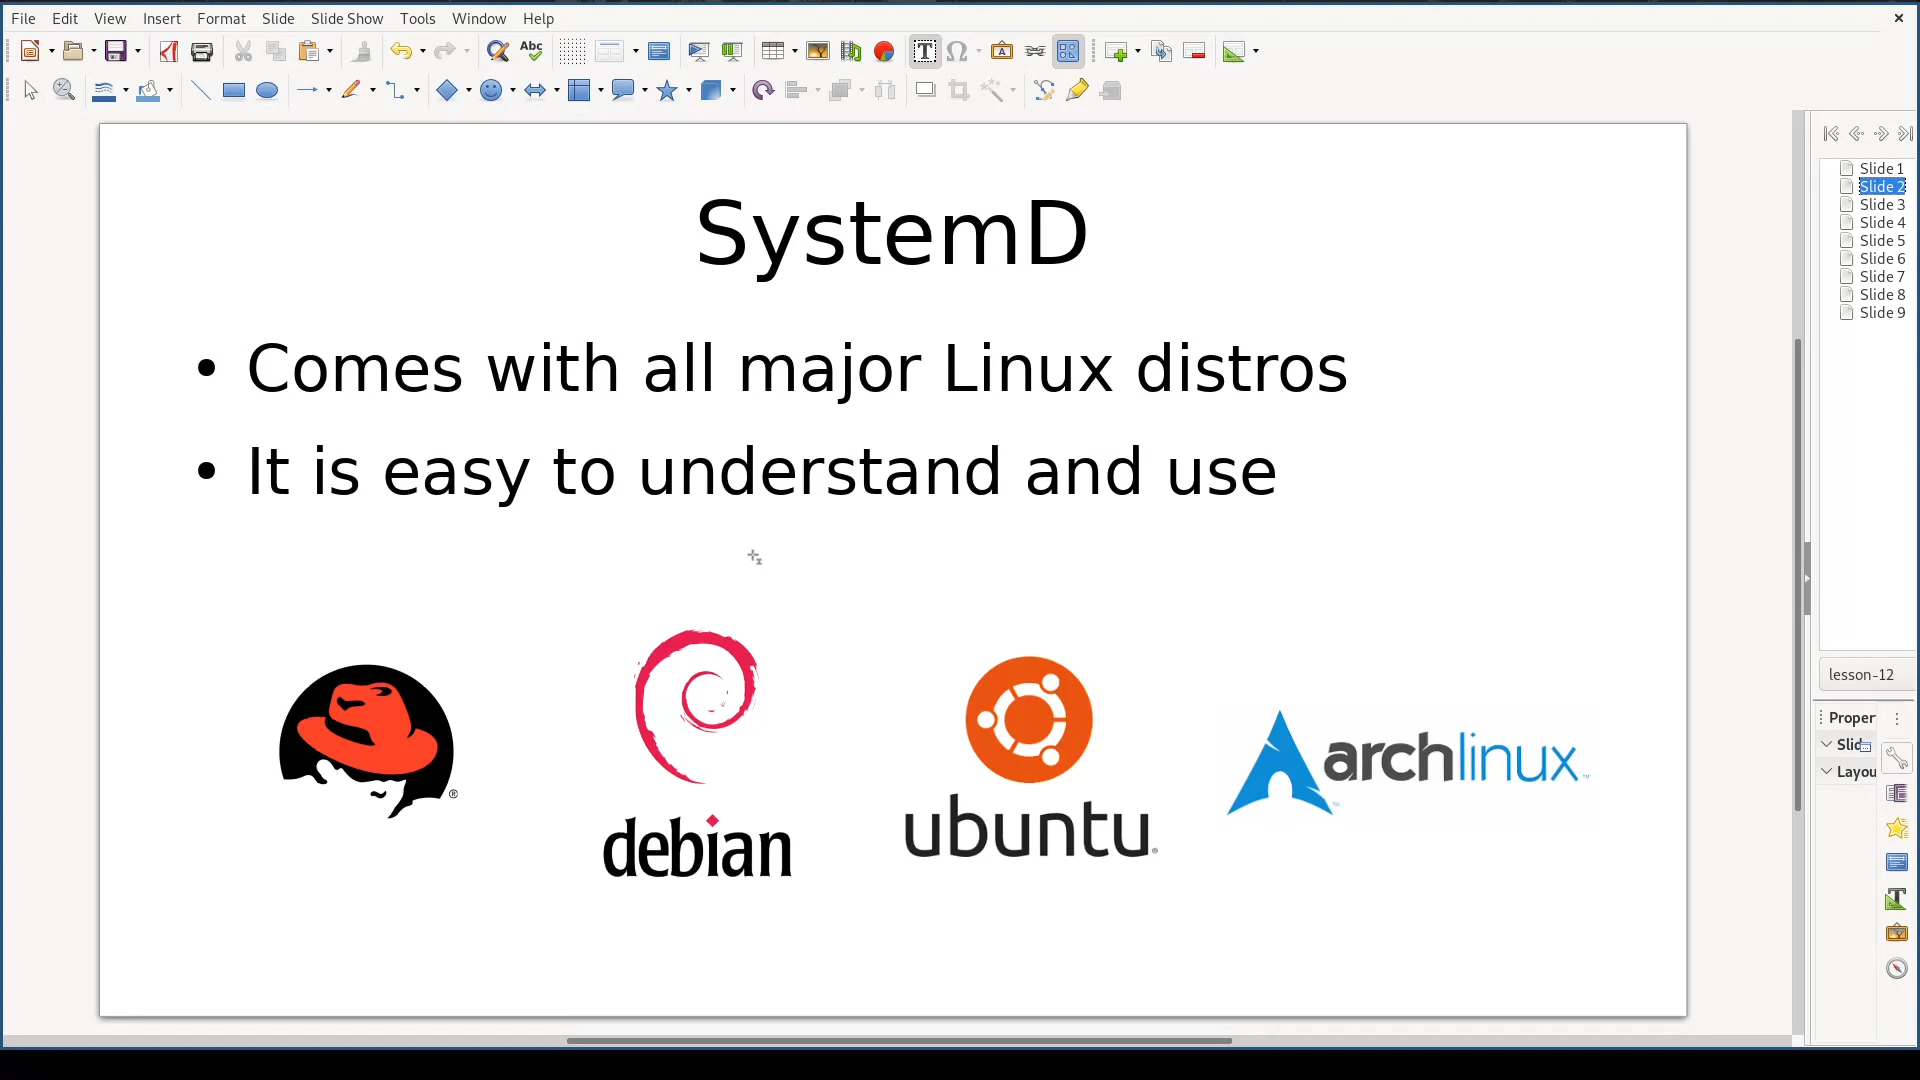 File Edit View Insert Format Slide Slide Show Tools Window Help
Abc
SystemD
• Comes with all major Linux distros
• It is easy to understand and use
®
debian
ubuntu®
archlinux™
Slide 1
Slide 2
Slide 3
Slide 4
Slide 5
Slide 6
Slide 7
Slide 8
Slide 9
lesson-12
Proper
Slid
Layou